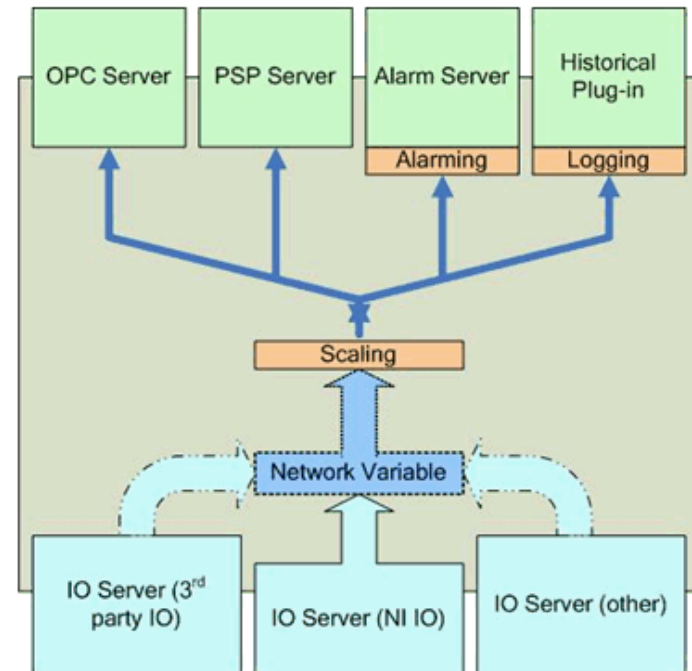 OPC Server
PSP Server
Alarm Server
Historical
Plug-in
Alarming
Logging
Scaling
Network Variable
IO Server (3rd
party IO)
IO Server (NI IO)
IO Server (other)